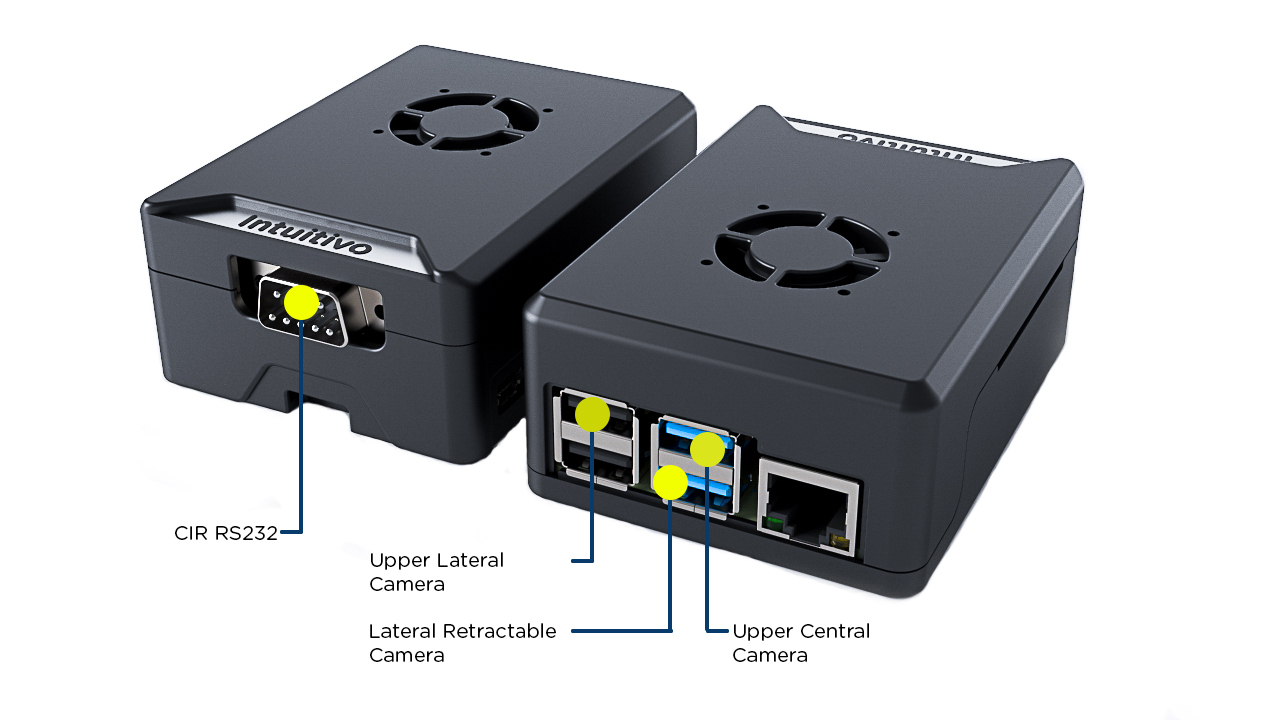 Intuitivo
Intuitivo
CIR RS232
Upper Lateral
Camera
Lateral Retractable
Camera
Upper Central
Camera